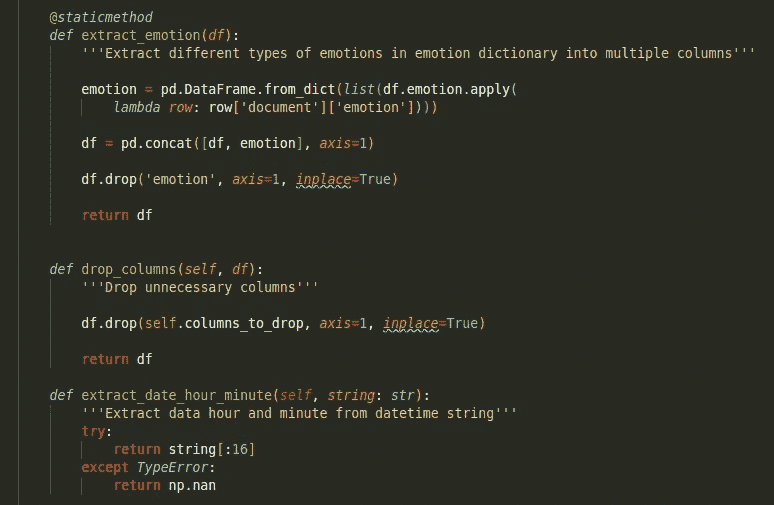 @staticmethod
def extract_emotion(df):
'''Extract different types of emotions in emotion dictionary into multiple columns'''
emotion = pd.DataFrame.from_dict(list(df.emotion.apply(
lambda row: row['document']['emotion'])))
df = pd.concat([df, emotion], axis=1)
df.drop('emotion', axis=1, inplace=True)
return df
def drop_columns(self, df):
'''Drop unnecessary columns'''
df.drop(self.columns_to_drop, axis=1, inplace=True)
return df
def extract_date_hour_minute(self, string: str):
'''Extract data hour and minute from datetime string'''
try:
return string[:16]
except TypeError:
return np.nan